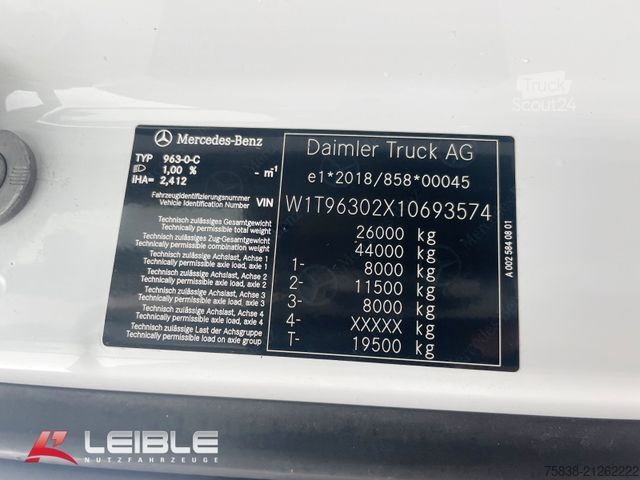 Truck
Scout24
Mercedes-Benz
TYP 963-0-C
1,00 % - m⁻¹
iHA= 2,412
Fahrzeugidentifizierungsnummer
Vehicle Identification Number VIN
Technisch zulässiges Gesamtgewicht
Technically permissible total weight
Technisch zulässiges Zug-Gesamtgewicht
Technically permissible combination weight
Technisch zulässige Achslast, Achse 1
Technically permissible axle load, axle 1
Technisch zulässige Achslast, Achse 2
Technically permissible axle load, axle 2
Technisch zulässige Achslast, Achse 3
Technically permissible axle load, axle 3
Technisch zulässige Achslast, Achse 4
Technically permissible axle load, axle 4
Technisch zulässige Last der Achsgruppe
Technically permissible load on axle group
Daimler Truck AG
e1*2018/858*00045
W1T96302X10693574
26000 kg
44000 kg
1- 8000 kg
2- 11500 kg
3- 8000 kg
4- XXXXX kg
T- 19500 kg
A 002 584 08 01
LEIBLE
NUTZFAHRZEUGE
75838-21262222